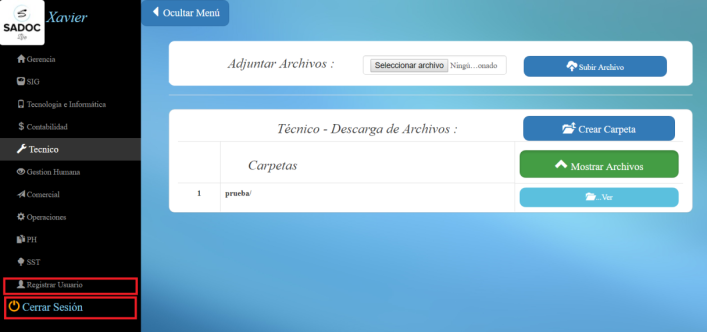 SADOC
Xavier
Gerencia
SIG
Tecnologia e Informática
Contabilidad
Tecnico
Gestion Humana
Comercial
Operaciones
PH
SST
Registrar Usuario
Cerrar Sesión
Ocultar Menú
Adjuntar Archivos :
Seleccionar archivo Ningú...onado
Subir Archivo
Técnico - Descarga de Archivos :
Crear Carpeta
Carpetas
Mostrar Archivos
1 prueba/
...Ver